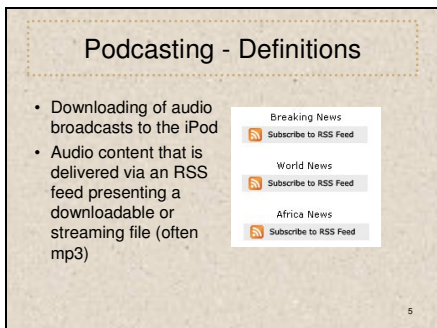 Podcasting - Definitions
• Downloading of audio
broadcasts to the iPod
• Audio content that is
delivered via an RSS
feed presenting a
downloadable or
streaming file (often
mp3)
Breaking News
Subscribe to RSS Feed
World News
Subscribe to RSS Feed
Africa News
Subscribe to RSS Feed
5